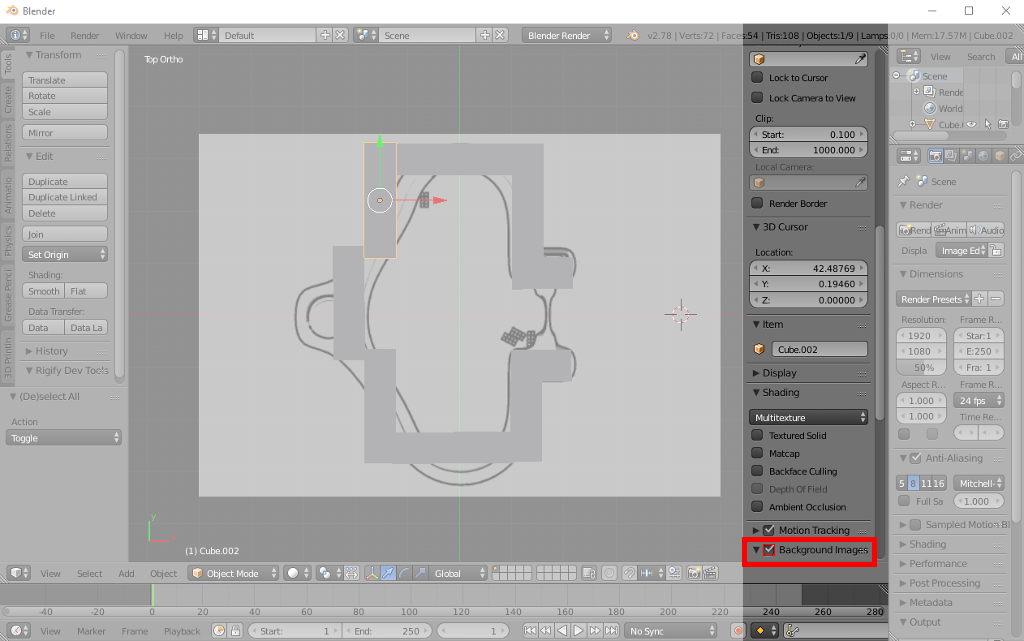 Blender
File Render Window Help Default Scene Blender Render v2.78 | Verts:72 | Faces:54 | Tris:108 | Objects:1/9 | Lamps:0/0 | Mem:17.57M | Cube.002
Tools
Create
Relations
Animatio
Physics
Grease Pencil
3D Printin
Transform
Translate
Rotate
Scale
Mirror
Edit
Duplicate
Duplicate Linked
Delete
Join
Set Origin
Shading:
Smooth Flat
Data Transfer:
Data Data La
History
Rigify Dev Tools
(De)select All
Action
Toggle
Top Ortho
y
(1) Cube.002
Lock to Cursor
Lock Camera to View
Clip:
Start: 0.100
End: 1000.000
Local Camera:
Render Border
3D Cursor
Location:
X: 42.48769
Y: 0.19460
Z: 0.00000
Item
Cube.002
Display
Shading
Multitexture
Textured Solid
Matcap
Backface Culling
Depth Of Field
Ambient Occlusion
Motion Tracking
Background Images
View Search All
Scene
Rende
World
Cube.
Scene
Render
Rend Anim Audio
Displa Image Ed
Dimensions
Render Presets
Resolution: Frame R...
1920 Star:1
1080 E:250
50% Fra: 1
Aspect R... Frame R...
1.000 24 fps
1.000 Time Re...
Anti-Aliasing
5 8 11 16 Mitchell-
Full Sa 1.000
Sampled Motion Bl
Shading
Performance
Post Processing
Metadata
Output
View Select Add Object Object Mode Global
-40 -20 0 20 40 60 80 100 120 140 160 180 200 220 240 260 280
View Marker Frame Playback Start: 1 End: 250 1 No Sync